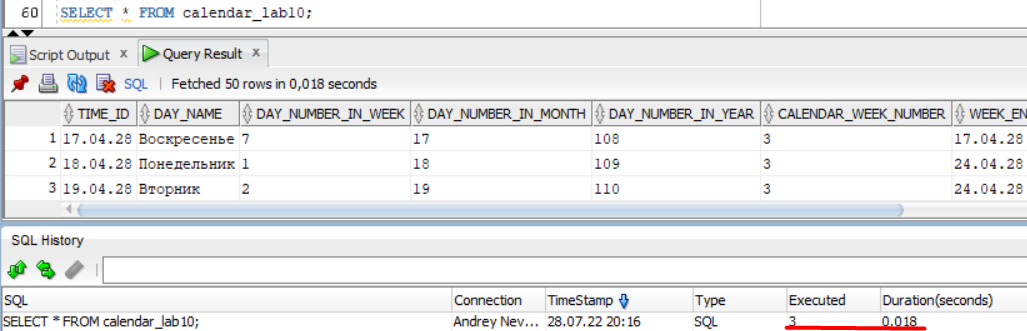 60 SELECT * FROM calendar_lab10;
Script Output x Query Result x
SQL | Fetched 50 rows in 0,018 seconds
TIME_ID DAY_NAME DAY_NUMBER_IN_WEEK DAY_NUMBER_IN_MONTH DAY_NUMBER_IN_YEAR CALENDAR_WEEK_NUMBER WEEK_EN
1 17.04.28 Воскресенье 7 17 108 3 17.04.28
2 18.04.28 Понедельник 1 18 109 3 24.04.28
3 19.04.28 Вторник 2 19 110 3 24.04.28
SQL History
SQL Connection TimeStamp Type Executed Duration(seconds)
SELECT * FROM calendar_lab10; Andrey Nev... 28.07.22 20:16 SQL 3 0.018